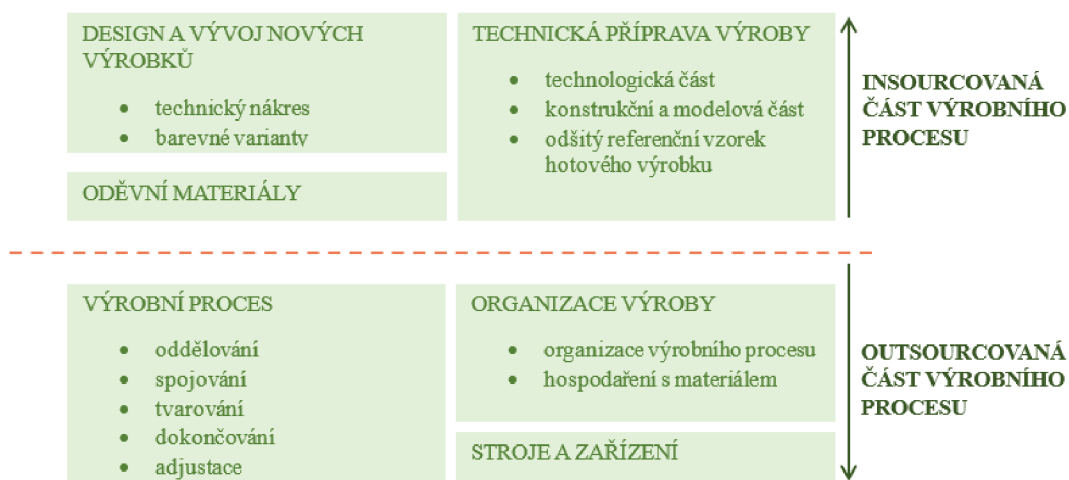 DESIGN A VÝVOJ NOVÝCH
VÝROBKŮ
• technický nákres
• barevné varianty
ODĚVNÍ MATERIÁLY
TECHNICKÁ PŘÍPRAVA VÝROBY
• technologická část
• konstrukční a modelová část
• odšitý referenční vzorek
hotového výrobku
INSOURCOVANÁ
ČÁST VÝROBNÍHO
PROCESU
VÝROBNÍ PROCES
• oddělování
• spojování
• tvarování
• dokončování
• adjustace
ORGANIZACE VÝROBY
• organizace výrobního procesu
• hospodaření s materiálem
STROJE A ZAŘÍZENÍ
OUTSOURCOVANÁ
ČÁST VÝROBNÍHO
PROCESU